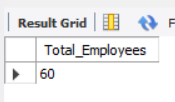 Result Grid F
Total_Employees
60